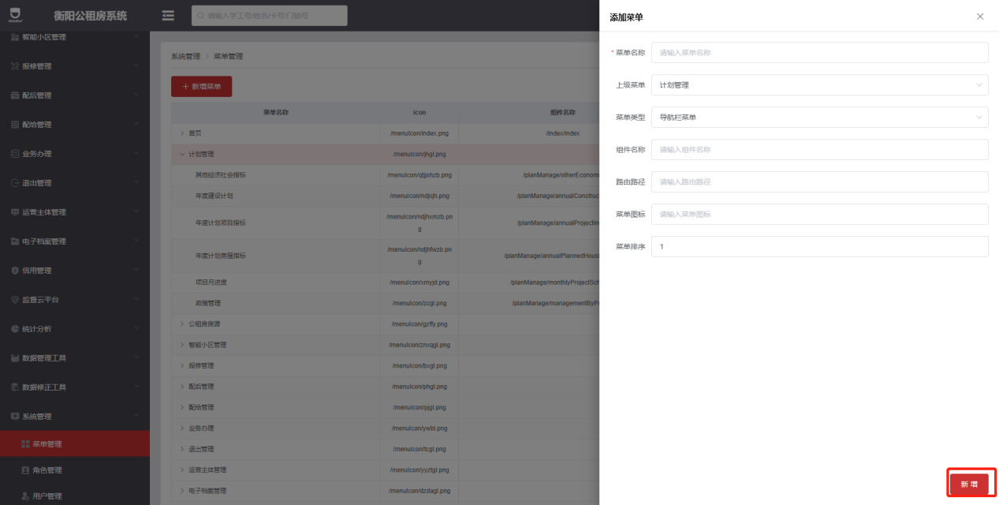 衡阳公租房系统
请输入学工号/姓名/卡号/门锁号
智能小区管理
报修管理
配后管理
配给管理
业务办理
退出管理
运营主体管理
电子档案管理
信用管理
监督云平台
统计分析
数据管理工具
数据修正工具
系统管理
菜单管理
角色管理
用户管理
系统管理 > 菜单管理
+ 新增菜单
菜单名称 icon 组件名称
首页 /menuIcon/index.png /index/index
计划管理 /menuIcon/jhgl.png
其他经济社会指标 /menuIcon/qtjjshzb.png /planManage/otherEconom
年度建设计划 /menuIcon/ndjsjh.png /planManage/annualConstruc
年度计划项目指标 /menuIcon/ndjhxmzb.pn
g /planManage/annualProjectIn
年度计划房屋指标 /menuIcon/ndjhfwzb.pn
g /planManage/annualPlannedHous
项目月进度 /menuIcon/xmyjd.png /planManage/monthlyProjectSch
政策管理 /menuIcon/zcgl.png /planManage/managementByP
公租房房源 /menuIcon/gzffy.png
智能小区管理 /menuIcon/znxqgl.png
报修管理 /menuIcon/bxgl.png
配后管理 /menuIcon/phgl.png
配给管理 /menuIcon/pjgl.png
业务办理 /menuIcon/ywbl.png
退出管理 /menuIcon/tcgl.png
运营主体管理 /menuIcon/yyztgl.png
电子档案管理 /menuIcon/dzdagl.png
添加菜单
* 菜单名称 请输入菜单名称
上级菜单 计划管理
菜单类型 导航栏菜单
组件名称 请输入组件名称
路由路径 请输入路由路径
菜单图标 请输入菜单图标
菜单排序 1
新 增